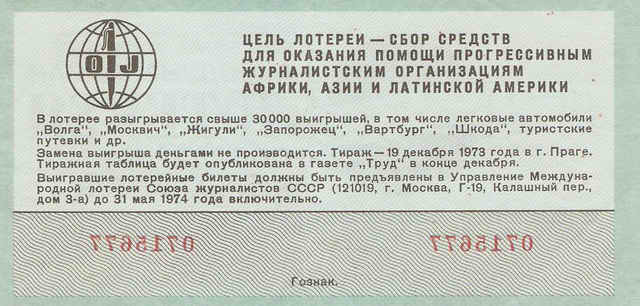 OIJ
ЦЕЛЬ ЛОТЕРЕИ — СБОР СРЕДСТВ
ДЛЯ ОКАЗАНИЯ ПОМОЩИ ПРОГРЕССИВНЫМ
ЖУРНАЛИСТСКИМ ОРГАНИЗАЦИЯМ
АФРИКИ, АЗИИ И ЛАТИНСКОЙ АМЕРИКИ
В лотерее разыгрывается свыше 30 000 выигрышей, в том числе легковые автомобили
„Волга“, „Москвич“, „Жигули“, „Запорожец“, „Вартбург“, „Шкода“, туристские
путевки и др.
Замена выигрыша деньгами не производится. Тираж — 19 декабря 1973 года в г. Праге.
Тиражная таблица будет опубликована в газете „Труд“ в конце декабря.
Выигравшие лотерейные билеты должны быть предъявлены в Управление Междуна-
родной лотереи Союза журналистов СССР (121019, г. Москва, Г-19, Калашный пер.,
дом 3-а) до 31 мая 1974 года включительно.
0715677 0715677
Гознак.